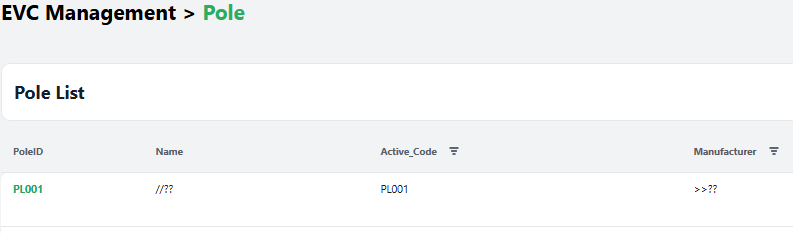 EVC Management > Pole
Pole List
PoleID Name Active_Code Manufacturer
PL001 //?? PL001 >>??